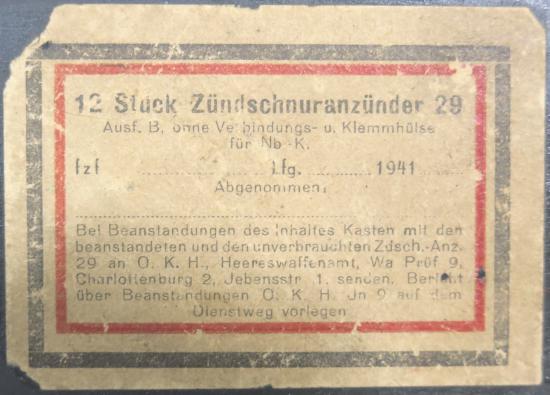 12 Stück Zündschnuranzünder 29
Ausf. B, ohne Verbindungs- u. Klemmhülse
für Nb.-K.
fzf Lfg. 1941
Abgenommen:
Bei Beanstandungen des Inhaltes Kasten mit den
beanstandeten und den unverbrauchten Zdsch.-Anz.
29 an O. K. H., Heereswaffenamt, Wa Prüf 9,
Charlottenburg 2, Jebensstr. 1. senden. Bericht
über Beanstandungen O. K. H. Jn 9 auf dem
Dienstweg vorlegen